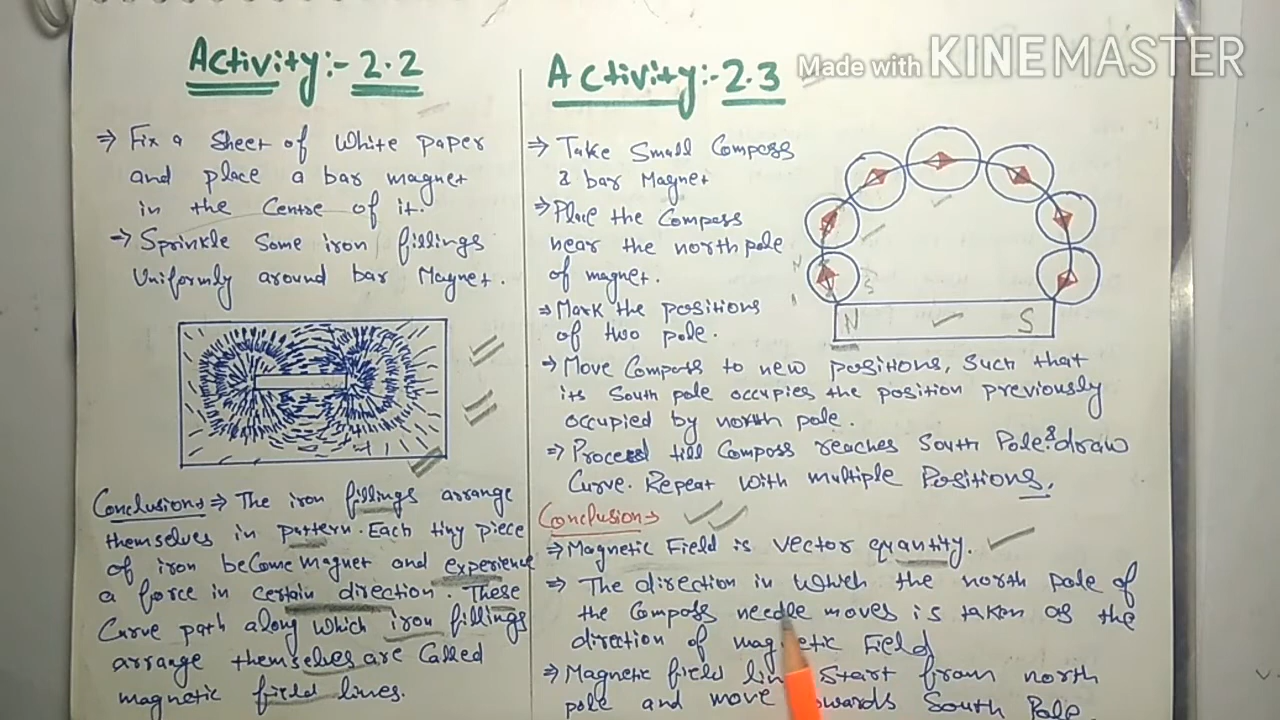 Activity:- 2.2
⇒ Fix a Sheet of White paper
and place a bar magnet
in the Centre of it.
⇒ Sprinkle Some iron fillings
Uniformly around bar Magnet.
Conclusion → ⇒ The iron fillings arrange
themselves in pattern. Each tiny piece
of iron become magnet and experience
a force in certain direction. These
Curve path along which iron fillings
arrange themselves are Called
magnetic field lines.
Activity:- 2.3
Made with KINEMASTER
⇒ Take Small Compass
& bar Magnet
⇒ Place the Compass
near the north pole
of magnet.
⇒ Mark the positions
of two pole.
N S
⇒ Move Compass to new positions, Such that
its South pole occupies the position previously
occupied by north pole.
⇒ Proceed till Compass reaches South Pole & draw
Curve. Repeat with multiple Positions.
Conclusion →
⇒ Magnetic Field is vector quantity.
⇒ The direction in which the north pole of
the Compass needle moves is taken as the
direction of magnetic Field
⇒ Magnetic field Start from north
pole and move towards South Pole.